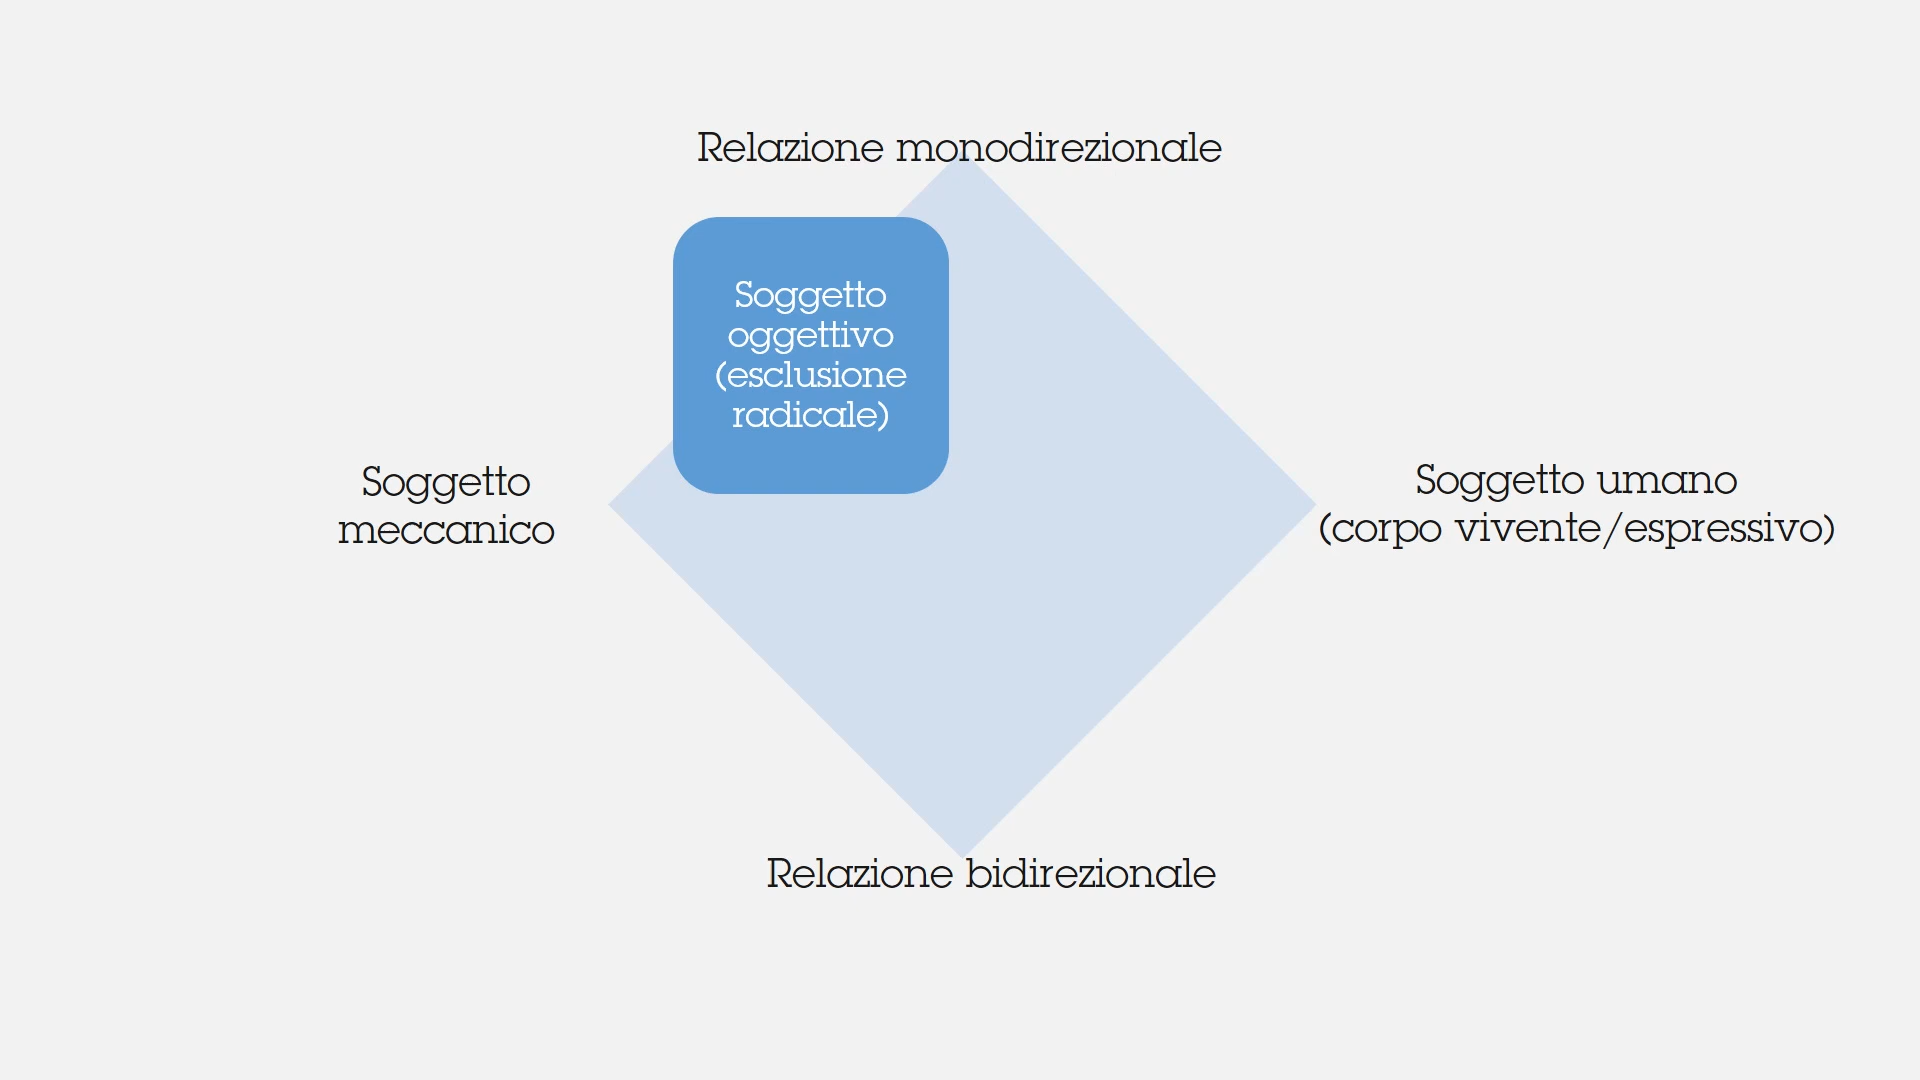 Relazione monodirezionale
Soggetto
oggettivo
(esclusione
radicale)
Soggetto
meccanico
Soggetto umano
(corpo vivente/espressivo)
Relazione bidirezionale